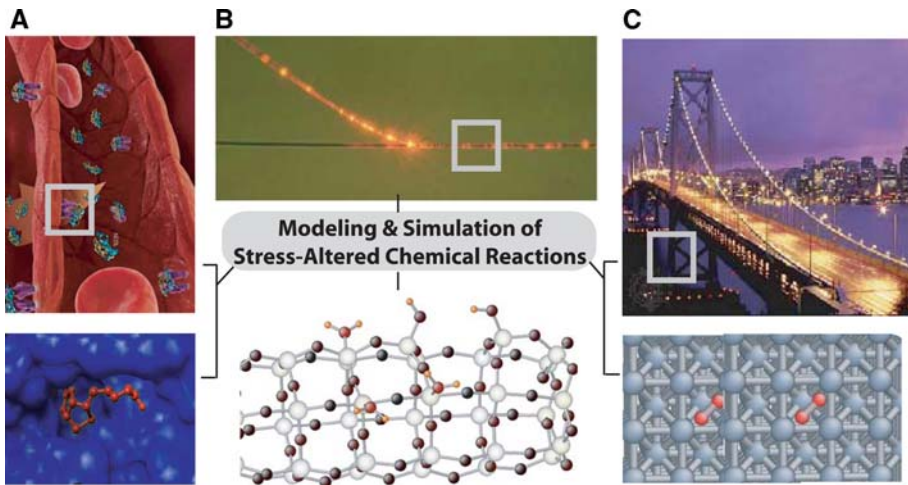 A
B
C
Modeling & Simulation of
Stress-Altered Chemical Reactions